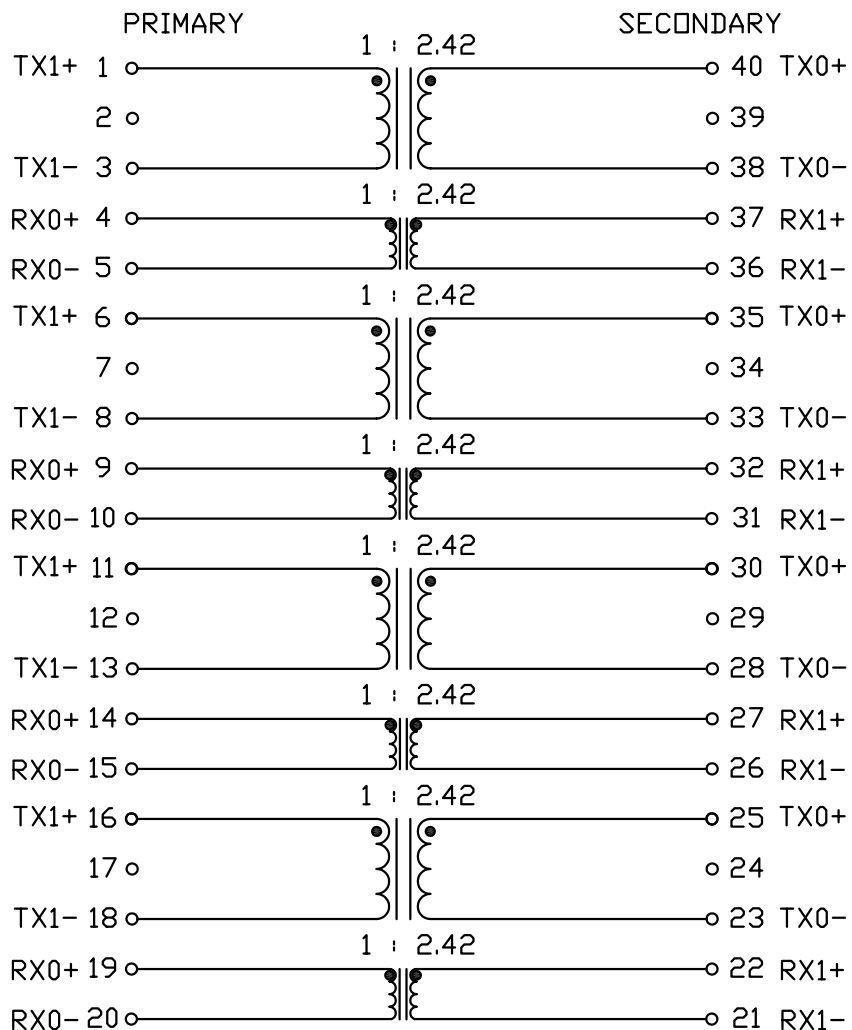 PRIMARY SECONDARY
1 : 2.42
TX1+ 1 40 TX0+
2 39
TX1- 3 38 TX0-
1 : 2.42
RX0+ 4 37 RX1+
RX0- 5 36 RX1-
1 : 2.42
TX1+ 6 35 TX0+
7 34
TX1- 8 33 TX0-
1 : 2.42
RX0+ 9 32 RX1+
RX0- 10 31 RX1-
1 : 2.42
TX1+ 11 30 TX0+
12 29
TX1- 13 28 TX0-
1 : 2.42
RX0+ 14 27 RX1+
RX0- 15 26 RX1-
1 : 2.42
TX1+ 16 25 TX0+
17 24
TX1- 18 23 TX0-
1 : 2.42
RX0+ 19 22 RX1+
RX0- 20 21 RX1-